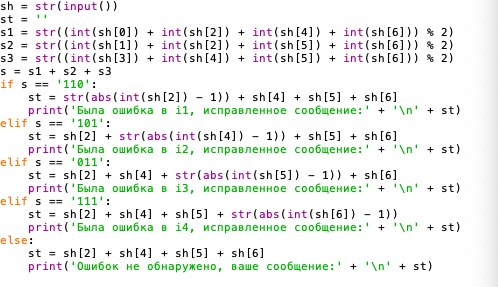 sh = str(input())
st = ''
s1 = str((int(sh[0]) + int(sh[2]) + int(sh[4]) + int(sh[6])) % 2)
s2 = str((int(sh[1]) + int(sh[2]) + int(sh[5]) + int(sh[6])) % 2)
s3 = str((int(sh[3]) + int(sh[4]) + int(sh[5]) + int(sh[6])) % 2)
s = s1 + s2 + s3
if s == '110':
    st = str(abs(int(sh[2]) - 1)) + sh[4] + sh[5] + sh[6]
    print('Была ошибка в i1, исправленное сообщение:' + '\n' + st)
elif s == '101':
    st = sh[2] + str(abs(int(sh[4]) - 1)) + sh[5] + sh[6]
    print('Была ошибка в i2, исправленное сообщение:' + '\n' + st)
elif s == '011':
    st = sh[2] + sh[4] + str(abs(int(sh[5]) - 1)) + sh[6]
    print('Была ошибка в i3, исправленное сообщение:' + '\n' + st)
elif s == '111':
    st = sh[2] + sh[4] + sh[5] + str(abs(int(sh[6]) - 1))
    print('Была ошибка в i4, исправленное сообщение:' + '\n' + st)
else:
    st = sh[2] + sh[4] + sh[5] + sh[6]
    print('Ошибок не обнаружено, ваше сообщение:' + '\n' + st)